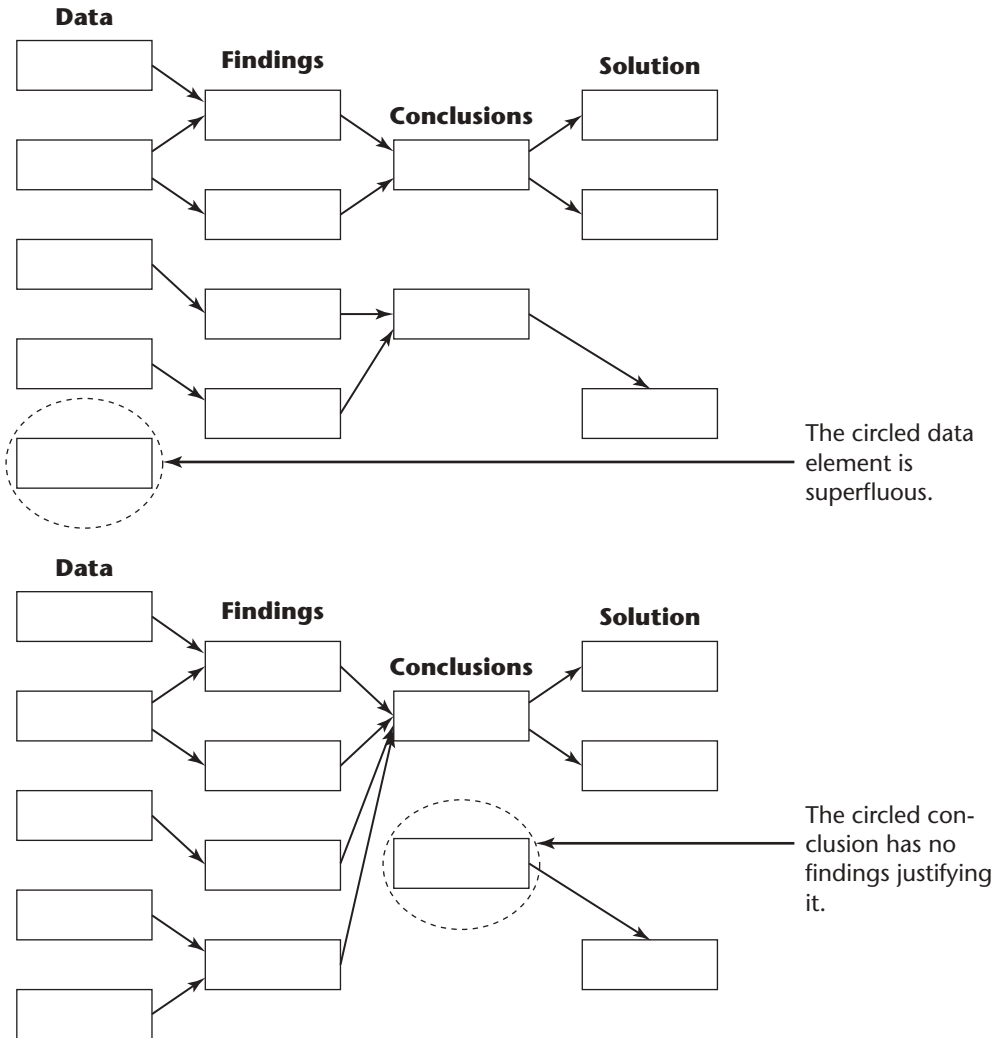 Data
Findings
Solution
Conclusions
The circled data
element is
superfluous.
Data
Findings
Solution
Conclusions
The circled con-
clusion has no
findings justifying
it.